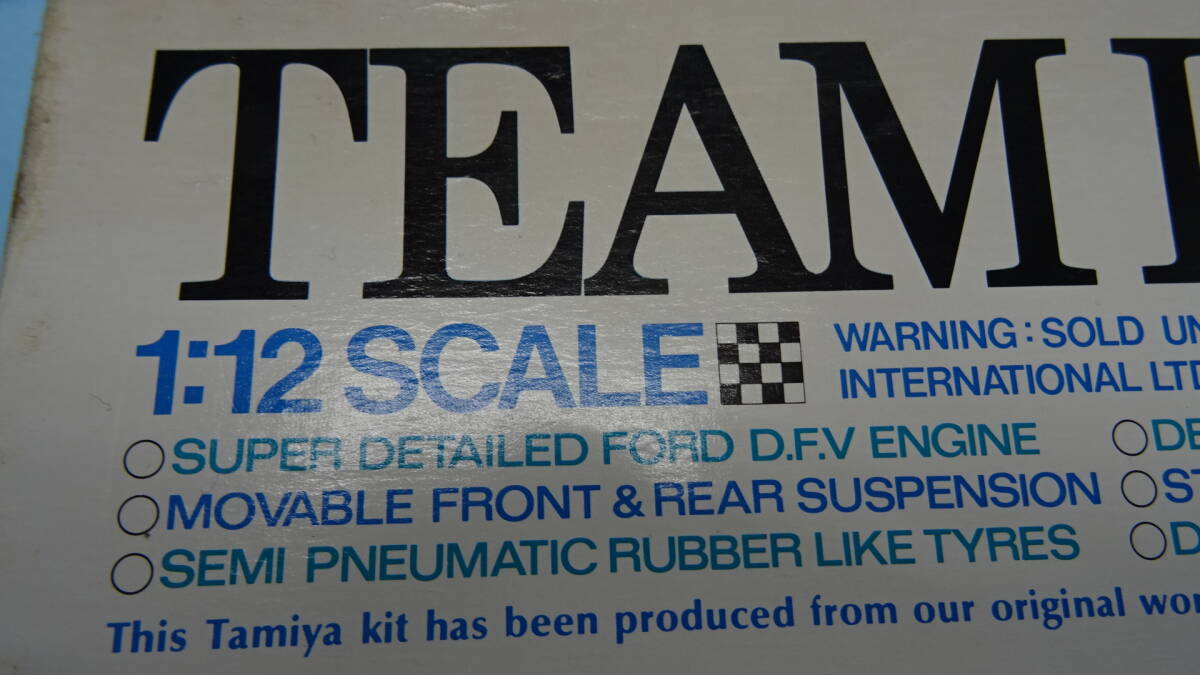 TEAM
1:12 SCALE
WARNING: SOLD
INTERNATIONAL LTD
○SUPER DETAILED FORD D.F.V ENGINE
○MOVABLE FRONT & REAR SUSPENSION
○SEMI PNEUMATIC RUBBER LIKE TYRES
This Tamiya kit has been produced from our original